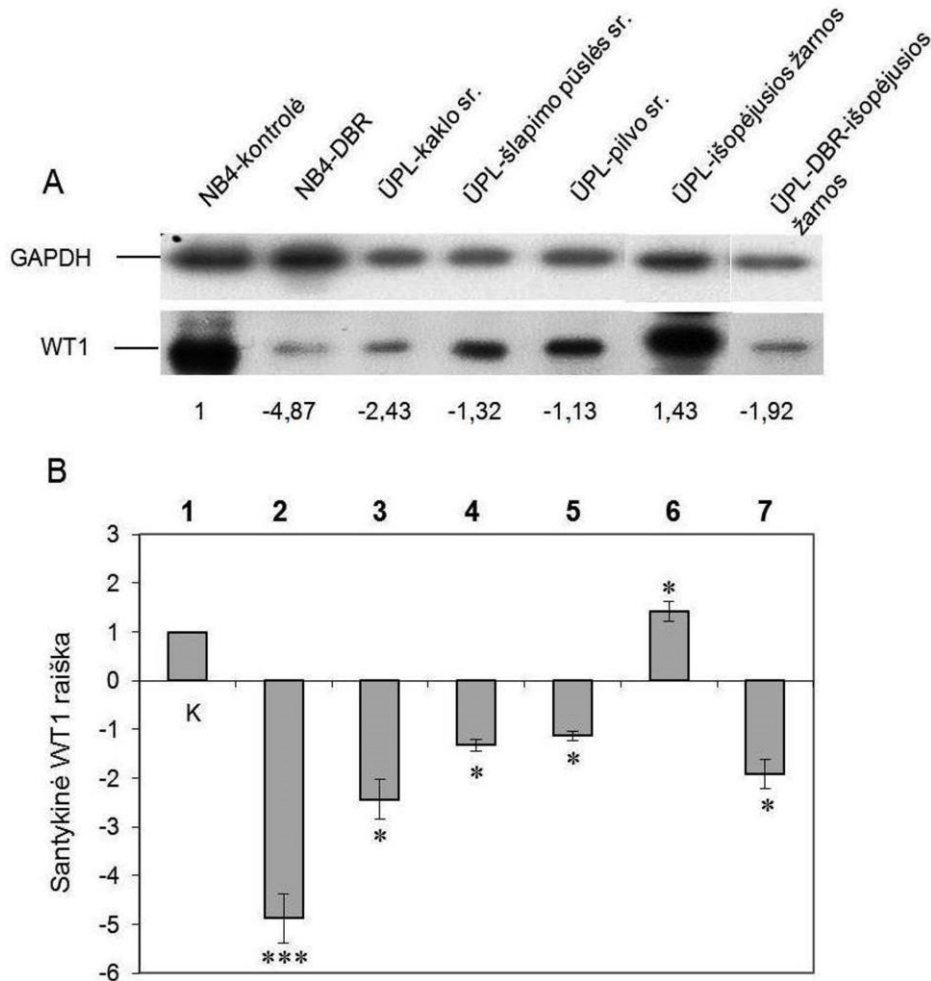 A
NB4-kontrolė
NB4-DBR
ŪPL-kaklo sr.
ŪPL-šlapimo pūslės sr.
ŪPL-pilvo sr.
ŪPL-išopėjusios žarnos
ŪPL-DBR-išopėjusios
žarnos
GAPDH
WT1
1 -4,87 -2,43 -1,32 -1,13 1,43 -1,92
B
1 2 3 4 5 6 7
Santykinė WT1 raiška
3
2
1
0
-1
-2
-3
-4
-5
-6
K
*** * * * * *